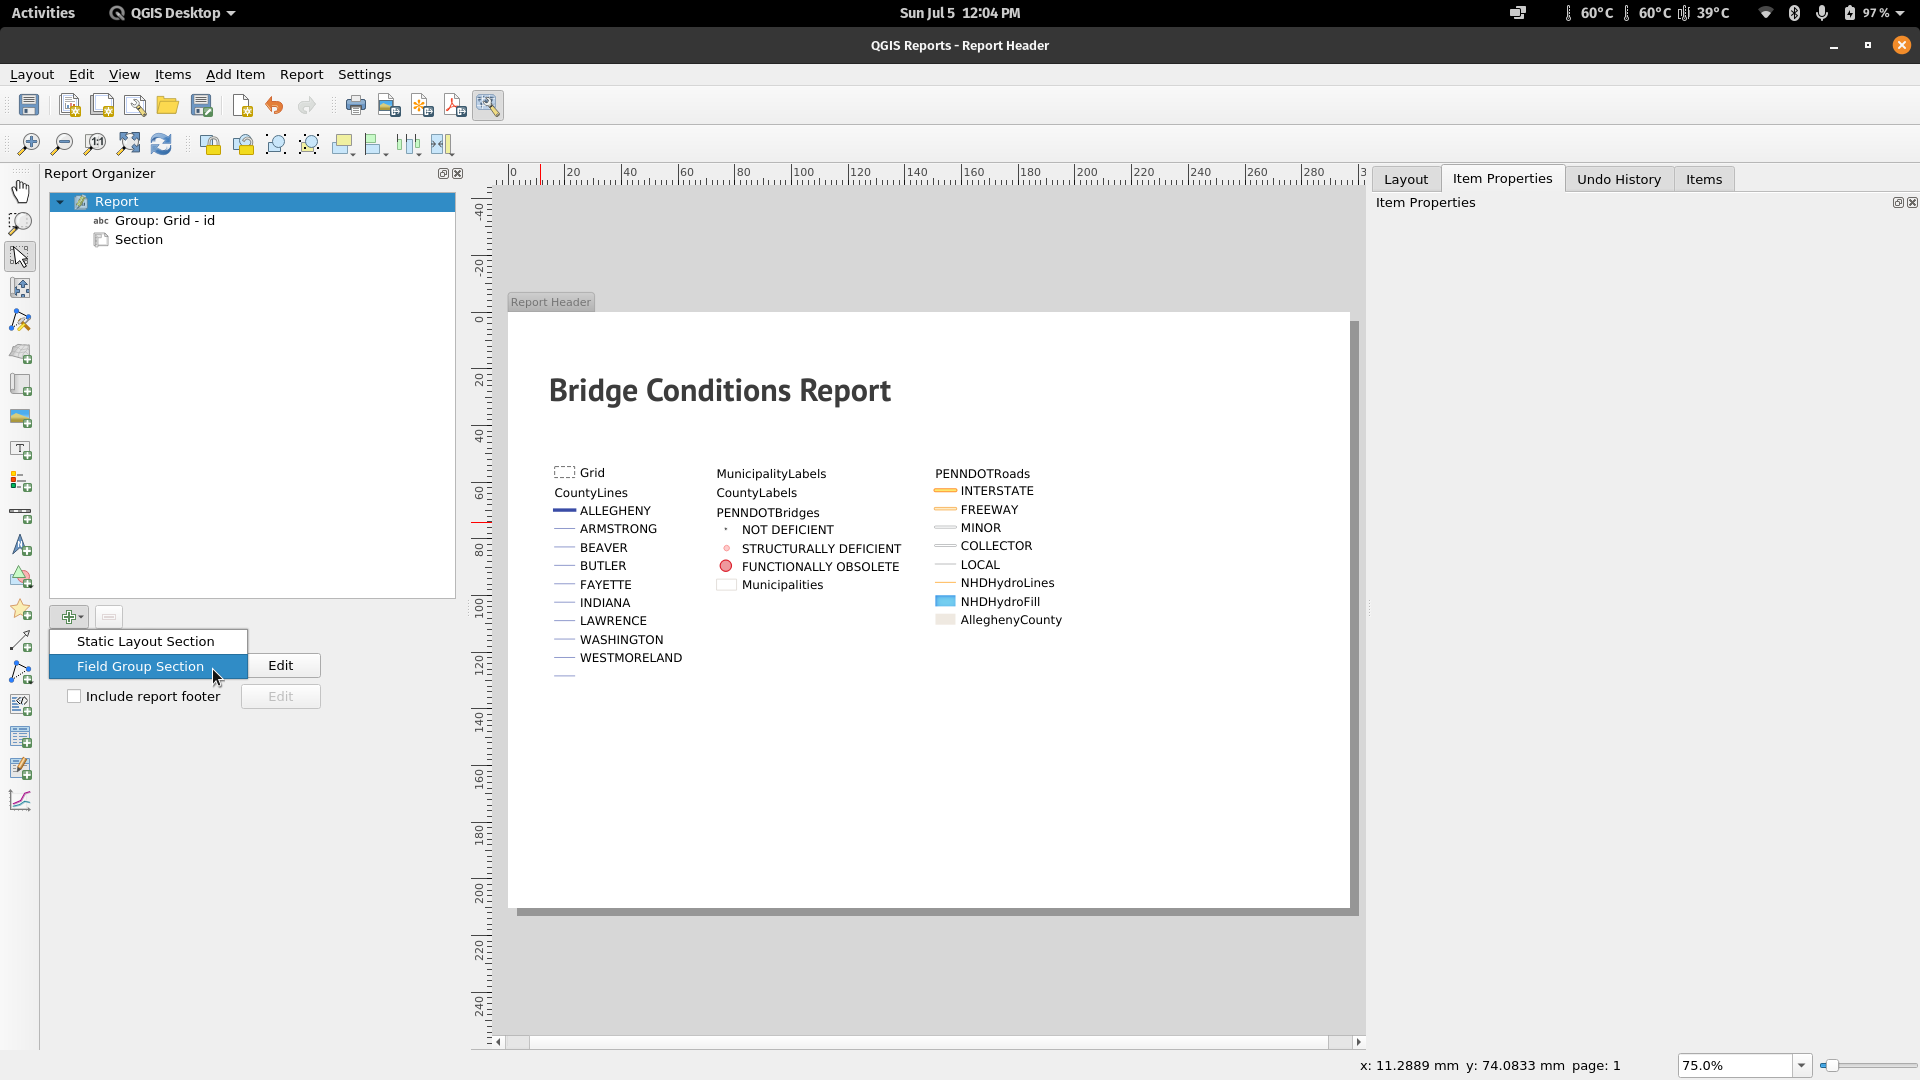 Activities QGIS Desktop Sun Jul 5 12:04 PM 60°C 60°C 39°C 97 %
QGIS Reports - Report Header
Layout Edit View Items Add Item Report Settings
1:1
Report Organizer
Report
abc Group: Grid - id
Section
Static Layout Section
Field Group Section
Edit
Include report footer
Edit
0 20 40 60 80 100 120 140 160 180 200 220 240 260 280 3
-40
-20
0
20
40
60
80
100
120
140
160
180
200
220
240
Report Header
Bridge Conditions Report
Grid
CountyLines
ALLEGHENY
ARMSTRONG
BEAVER
BUTLER
FAYETTE
INDIANA
LAWRENCE
WASHINGTON
WESTMORELAND
MunicipalityLabels
CountyLabels
PENNDOTBridges
NOT DEFICIENT
STRUCTURALLY DEFICIENT
FUNCTIONALLY OBSOLETE
Municipalities
PENNDOTRoads
INTERSTATE
FREEWAY
MINOR
COLLECTOR
LOCAL
NHDHydroLines
NHDHydroFill
AlleghenyCounty
Layout Item Properties Undo History Items
Item Properties
x: 11.2889 mm y: 74.0833 mm page: 1
75.0%